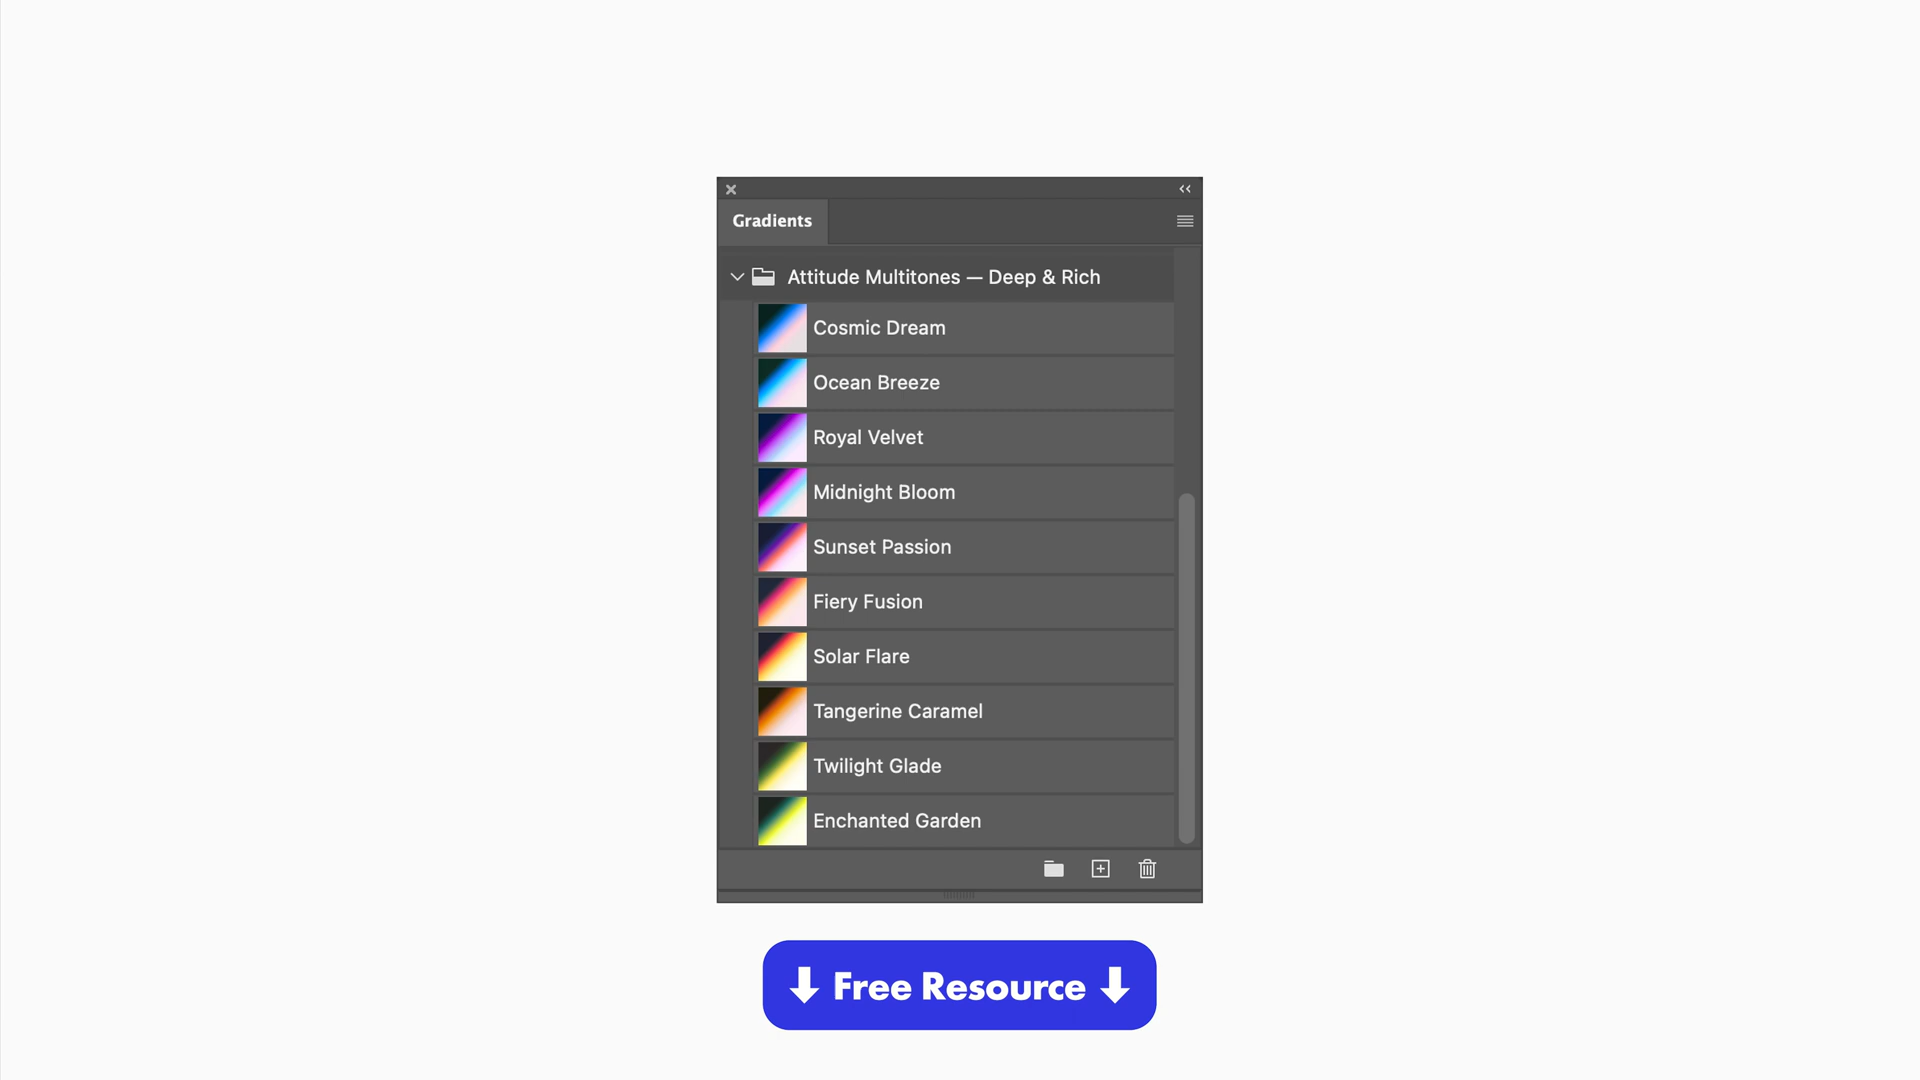 Gradients
Attitude Multitones — Deep & Rich
Cosmic Dream
Ocean Breeze
Royal Velvet
Midnight Bloom
Sunset Passion
Fiery Fusion
Solar Flare
Tangerine Caramel
Twilight Glade
Enchanted Garden
Free Resource